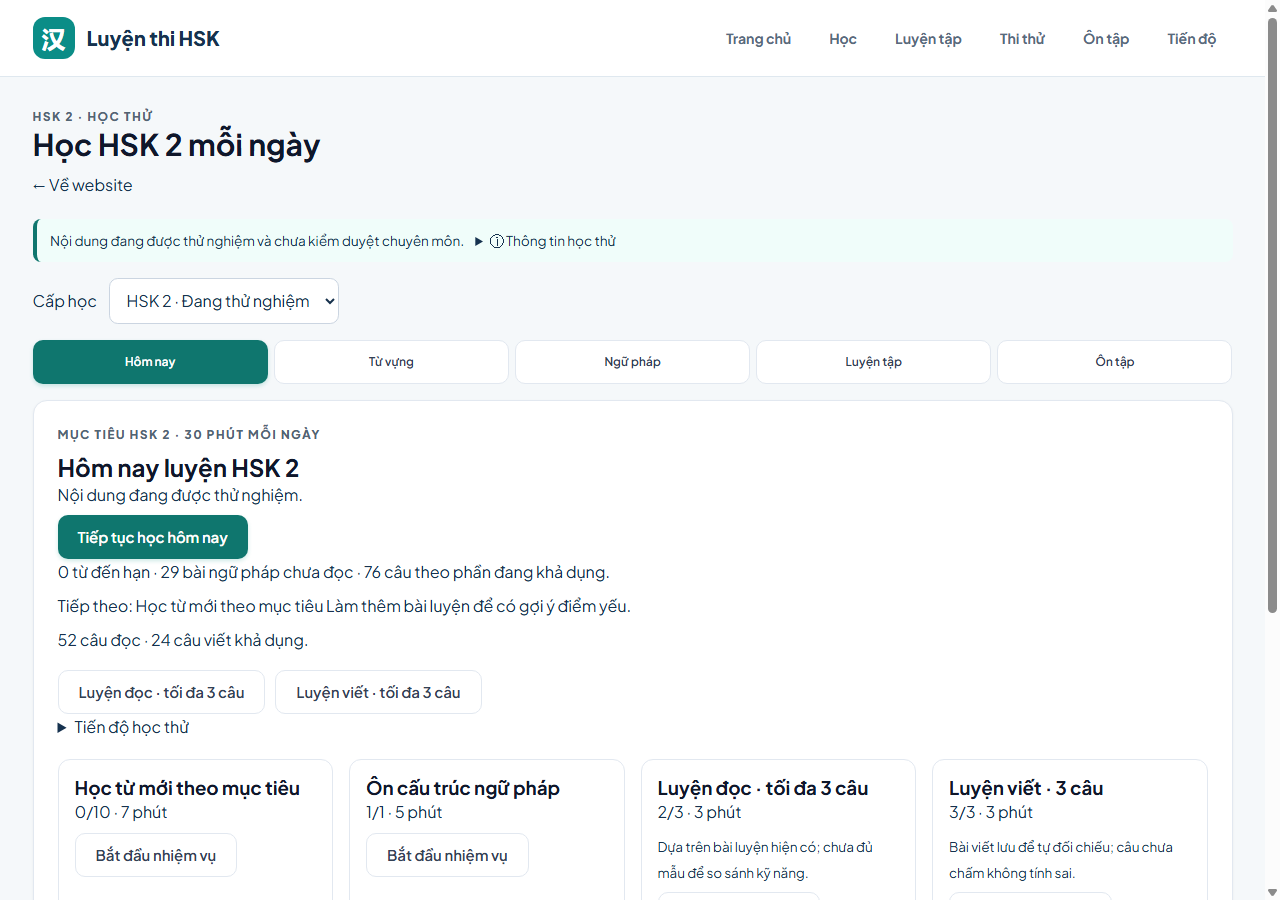 汉 Luyện thi HSK
Trang chủ Học Luyện tập Thi thử Ôn tập Tiến độ
HSK 2 · HỌC THỬ
Học HSK 2 mỗi ngày
← Về website
Nội dung đang được thử nghiệm và chưa kiểm duyệt chuyên môn. ▶ ⓘ Thông tin học thử
Cấp học HSK 2 · Đang thử nghiệm
Hôm nay Từ vựng Ngữ pháp Luyện tập Ôn tập
MỤC TIÊU HSK 2 · 30 PHÚT MỖI NGÀY
Hôm nay luyện HSK 2
Nội dung đang được thử nghiệm.
Tiếp tục học hôm nay
0 từ đến hạn · 29 bài ngữ pháp chưa đọc · 76 câu theo phần đang khả dụng.
Tiếp theo: Học từ mới theo mục tiêu Làm thêm bài luyện để có gợi ý điểm yếu.
52 câu đọc · 24 câu viết khả dụng.
Luyện đọc · tối đa 3 câu Luyện viết · tối đa 3 câu
▶ Tiến độ học thử
Học từ mới theo mục tiêu
0/10 · 7 phút
Bắt đầu nhiệm vụ
Ôn cấu trúc ngữ pháp
1/1 · 5 phút
Bắt đầu nhiệm vụ
Luyện đọc · tối đa 3 câu
2/3 · 3 phút
Dựa trên bài luyện hiện có; chưa đủ
mẫu để so sánh kỹ năng.
Luyện viết · 3 câu
3/3 · 3 phút
Bài viết lưu để tự đối chiếu; câu chưa
chấm không tính sai.